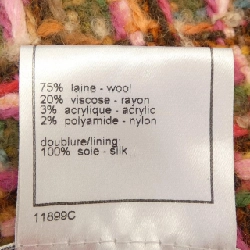 75% laine - wool
20% viscose - rayon
3% acrylique - acrylic
2% polyamide - nylon
doublure/lining:
100% soie - silk
11899C